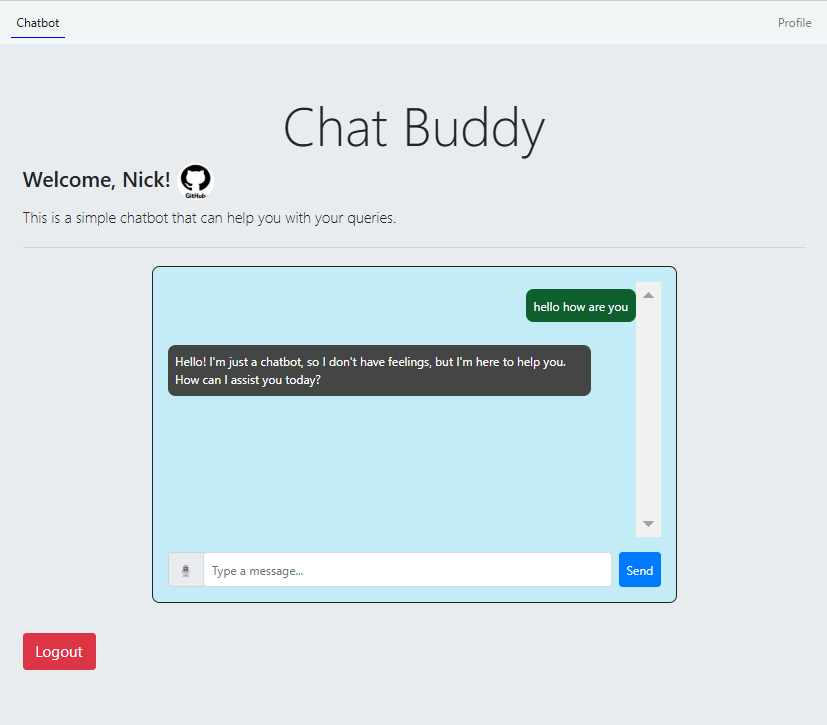 Chatbot
Profile
Chat Buddy
Welcome, Nick!
GitHub
This is a simple chatbot that can help you with your queries.
hello how are you
Hello! I'm just a chatbot, so I don't have feelings, but I'm here to help you.
How can I assist you today?
Type a message...
Send
Logout